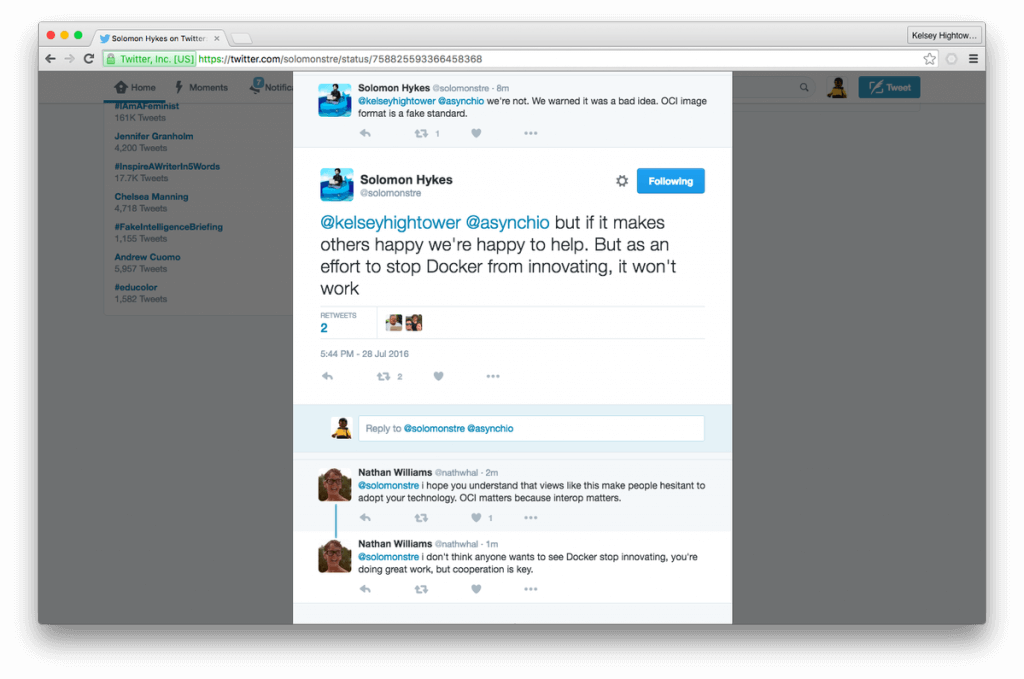 Solomon Hykes on Twitter:
Kelsey Hightow...
Twitter, Inc. [US]
https://twitter.com/solomonstre/status/758825593366458368
Home
Moments
7
Notific
Tweet
#IAmAFeminist
161K Tweets
Jennifer Granholm
4,200 Tweets
#InspireAWriterIn5Words
17.7K Tweets
Chelsea Manning
4,718 Tweets
#FakeIntelligenceBriefing
1,155 Tweets
Andrew Cuomo
5,957 Tweets
#educolor
1,582 Tweets
Solomon Hykes @solomonstre · 8m
@kelseyhightower @asynchio we're not. We warned it was a bad idea. OCI image
format is a fake standard.
1
Solomon Hykes
@solomonstre
Following
@kelseyhightower @asynchio but if it makes
others happy we're happy to help. But as an
effort to stop Docker from innovating, it won't
work
RETWEETS
2
5:44 PM - 28 Jul 2016
2
Reply to @solomonstre @asynchio
Nathan Williams @nathwhal · 2m
@solomonstre i hope you understand that views like this make people hesitant to
adopt your technology. OCI matters because interop matters.
1
Nathan Williams @nathwhal · 1m
@solomonstre i don't think anyone wants to see Docker stop innovating, you're
doing great work, but cooperation is key.